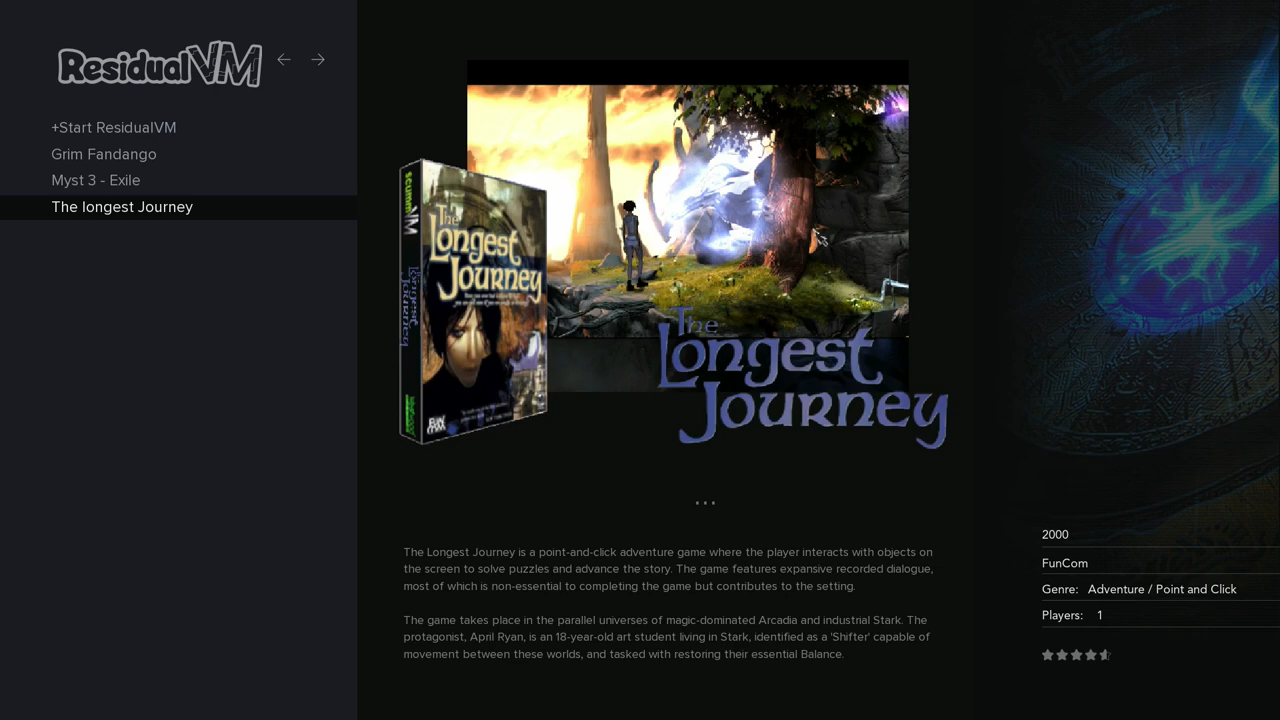 ResidualVM
+Start ResidualVM
Grim Fandango
Myst 3 - Exile
The longest Journey
scummVM
The Longest Journey
The
Longest
Journey
FUNCOM
The
Longest
Journey
...
The Longest Journey is a point-and-click adventure game where the player interacts with objects on
the screen to solve puzzles and advance the story. The game features expansive recorded dialogue,
most of which is non-essential to completing the game but contributes to the setting.
The game takes place in the parallel universes of magic-dominated Arcadia and industrial Stark. The
protagonist, April Ryan, is an 18-year-old art student living in Stark, identified as a 'Shifter' capable of
movement between these worlds, and tasked with restoring their essential Balance.
2000
FunCom
Genre: Adventure / Point and Click
Players: 1